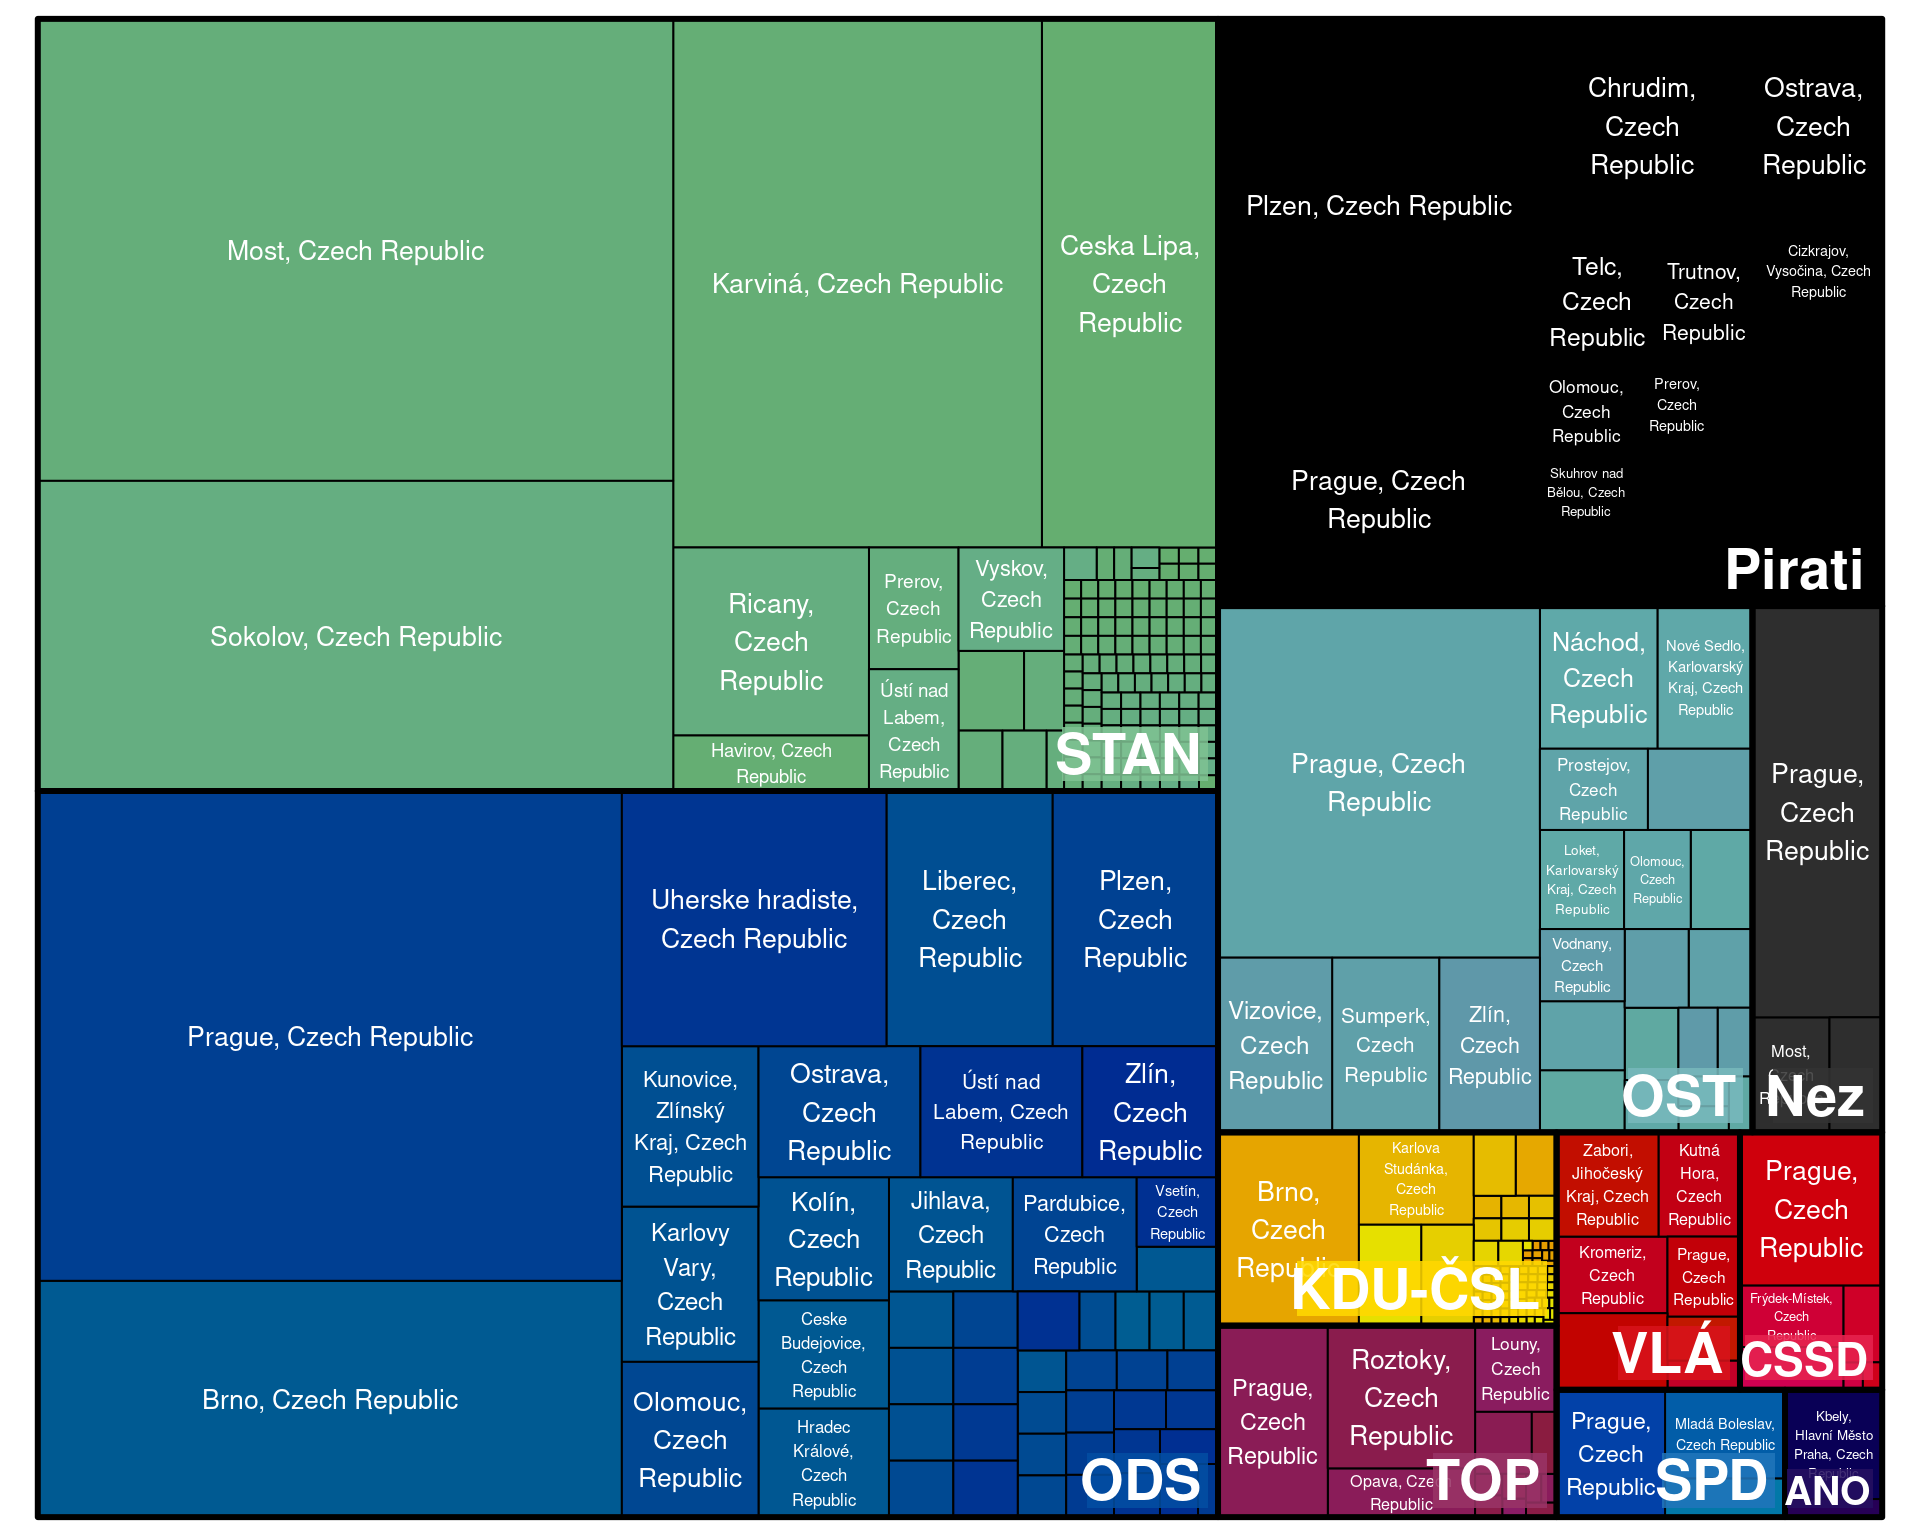 Most, Czech Republic
Sokolov, Czech Republic
Karviná, Czech Republic
Ceska Lipa,
Czech
Republic
Ricany,
Czech
Republic
Havirov, Czech
Republic
Prerov,
Czech
Republic
Ústí nad
Labem,
Czech
Republic
Vyskov,
Czech
Republic
STAN
Prague, Czech Republic
Brno, Czech Republic
Uherske hradiste,
Czech Republic
Liberec,
Czech
Republic
Plzen,
Czech
Republic
Kunovice,
Zlínský
Kraj, Czech
Republic
Karlovy
Vary,
Czech
Republic
Olomouc,
Czech
Republic
Ostrava,
Czech
Republic
Ústí nad
Labem, Czech
Republic
Zlín,
Czech
Republic
Kolín,
Czech
Republic
Jihlava,
Czech
Republic
Pardubice,
Czech
Republic
Vsetín,
Czech
Republic
Ceske
Budejovice,
Czech
Republic
Hradec
Králové,
Czech
Republic
ODS
Plzen, Czech Republic
Prague, Czech
Republic
Chrudim,
Czech
Republic
Ostrava,
Czech
Republic
Telc,
Czech
Republic
Trutnov,
Czech
Republic
Cizkrajov,
Vysočina, Czech
Republic
Olomouc,
Czech
Republic
Prerov,
Czech
Republic
Skuhrov nad
Bělou, Czech
Republic
Pirati
Prague, Czech
Republic
Vizovice,
Czech
Republic
Sumperk,
Czech
Republic
Zlín,
Czech
Republic
Náchod,
Czech
Republic
Nové Sedlo,
Karlovarský
Kraj, Czech
Republic
Prostejov,
Czech
Republic
Loket,
Karlovarský
Kraj, Czech
Republic
Olomouc,
Czech
Republic
Vodnany,
Czech
Republic
OST
Prague,
Czech
Republic
Most,
Czech
Nez
Brno,
Czech
Republic
Karlova
Studánka,
Czech
Republic
KDU-ČSL
Zabori,
Jihočeský
Kraj, Czech
Republic
Kutná
Hora,
Czech
Republic
Kromeriz,
Czech
Republic
Prague,
Czech
Republic
VLÁ
Prague,
Czech
Republic
Frýdek-Místek,
Czech
Republic
CSSD
Prague,
Czech
Republic
Roztoky,
Czech
Republic
Louny,
Czech
Republic
Opava, Czech
Republic
TOP
Prague,
Czech
Republic
Mladá Boleslav,
Czech Republic
SPD
Kbely,
Hlavní Město
Praha, Czech
Republic
ANO